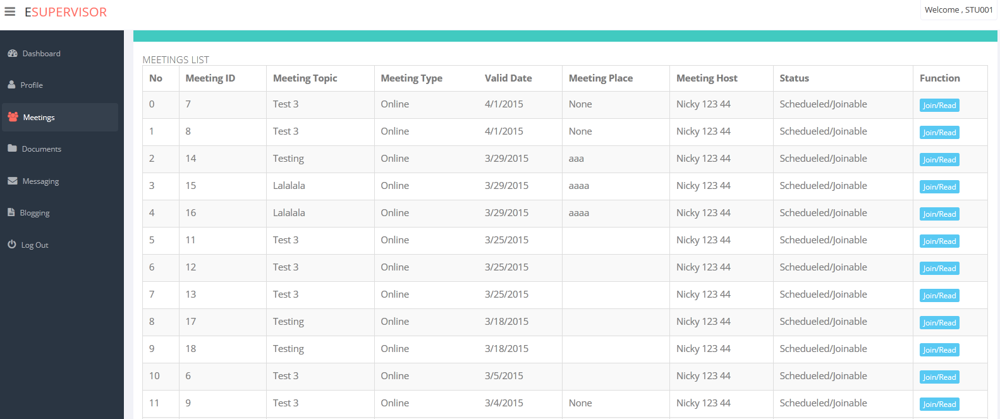 ESUPERVISOR
Welcome , STU001
Dashboard
Profile
Meetings
Documents
Messaging
Blogging
Log Out
MEETINGS LIST
No Meeting ID Meeting Topic Meeting Type Valid Date Meeting Place Meeting Host Status Function
0 7 Test 3 Online 4/1/2015 None Nicky 123 44 Schedueled/Joinable Join/Read
1 8 Test 3 Online 4/1/2015 None Nicky 123 44 Schedueled/Joinable Join/Read
2 14 Testing Online 3/29/2015 aaa Nicky 123 44 Schedueled/Joinable Join/Read
3 15 Lalalala Online 3/29/2015 aaaa Nicky 123 44 Schedueled/Joinable Join/Read
4 16 Lalalala Online 3/29/2015 aaaa Nicky 123 44 Schedueled/Joinable Join/Read
5 11 Test 3 Online 3/25/2015 Nicky 123 44 Schedueled/Joinable Join/Read
6 12 Test 3 Online 3/25/2015 Nicky 123 44 Schedueled/Joinable Join/Read
7 13 Test 3 Online 3/25/2015 Nicky 123 44 Schedueled/Joinable Join/Read
8 17 Testing Online 3/18/2015 Nicky 123 44 Schedueled/Joinable Join/Read
9 18 Testing Online 3/18/2015 Nicky 123 44 Schedueled/Joinable Join/Read
10 6 Test 3 Online 3/5/2015 Nicky 123 44 Schedueled/Joinable Join/Read
11 9 Test 3 Online 3/4/2015 None Nicky 123 44 Schedueled/Joinable Join/Read